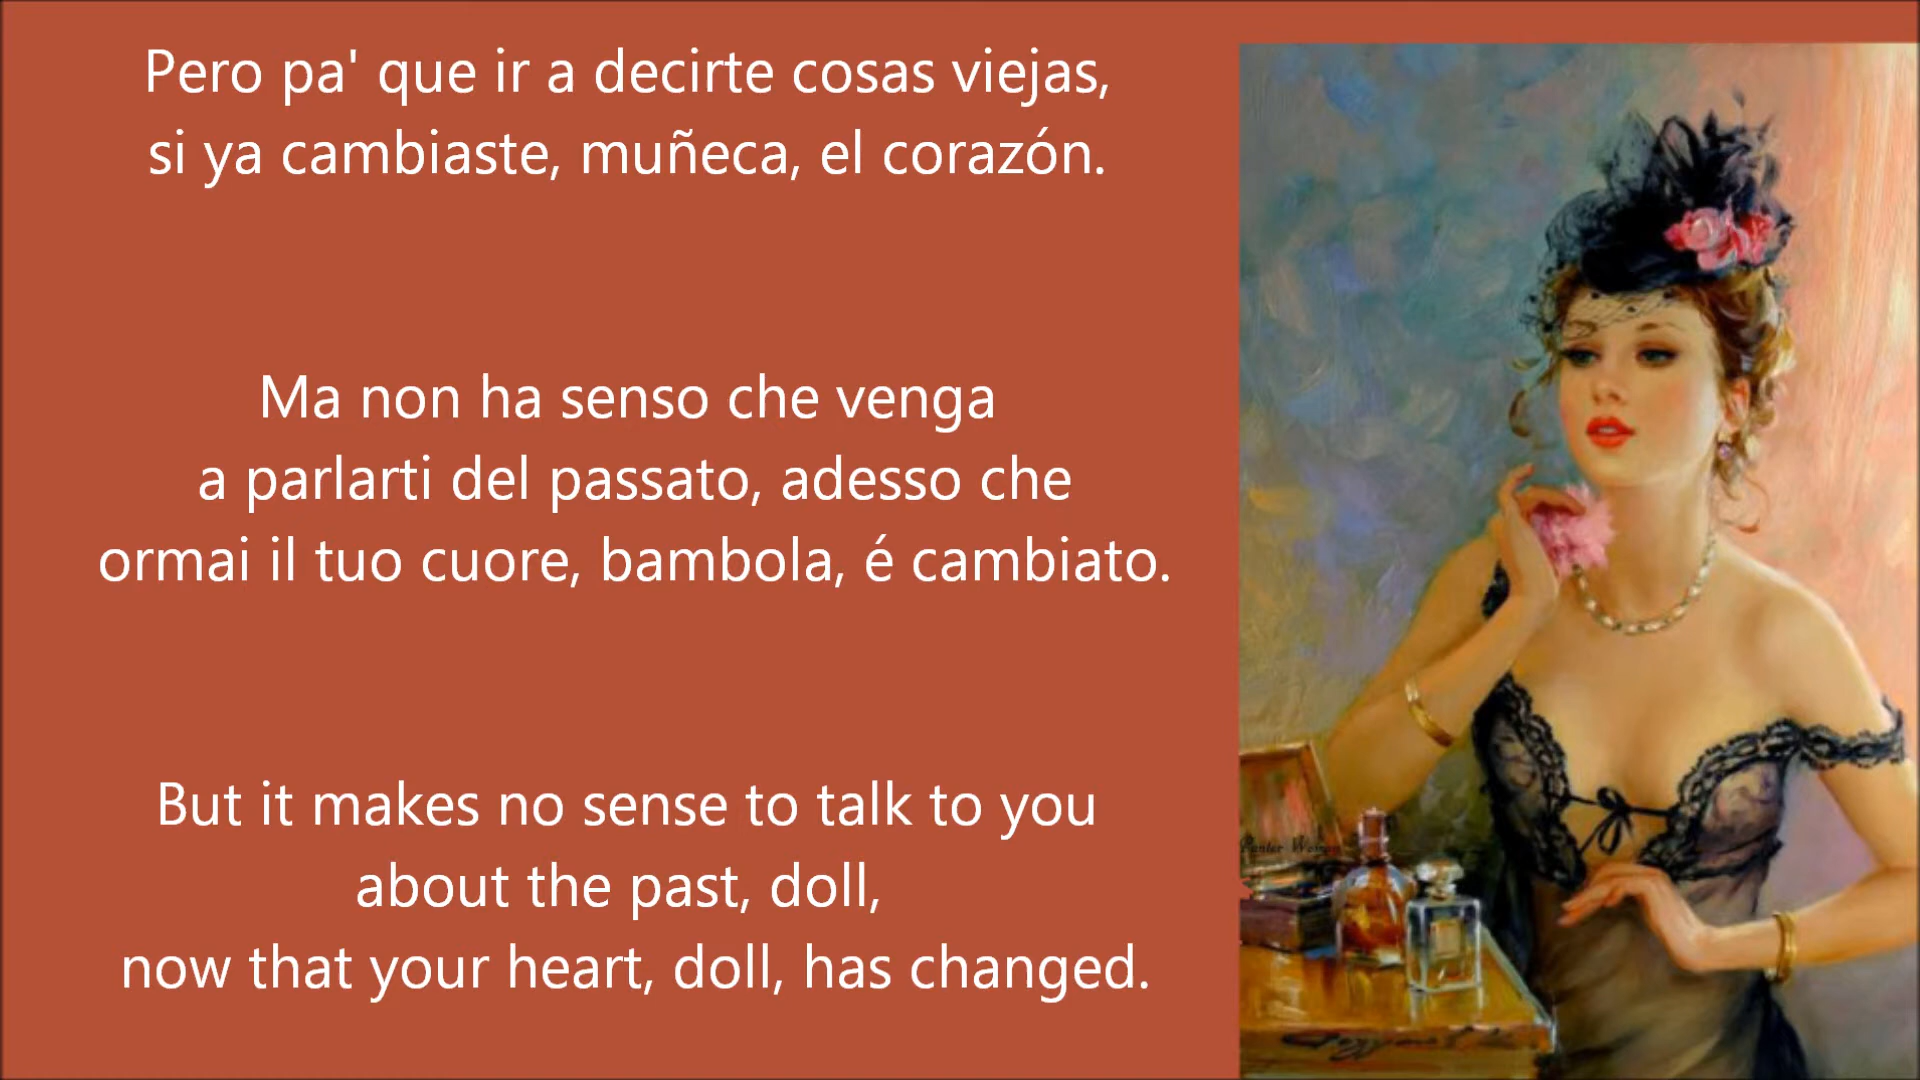 Pero pa' que ir a decirte cosas viejas,
si ya cambiaste, muñeca, el corazón.
Ma non ha senso che venga
a parlarti del passato, adesso che
ormai il tuo cuore, bambola, é cambiato.
But it makes no sense to talk to you
about the past, doll,
now that your heart, doll, has changed.